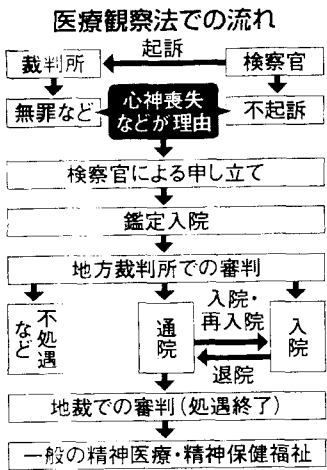 医療観察法での流れ
起訴
裁判所
検察官
無罪など
心神喪失
などが理由
不起訴
検察官による申し立て
鑑定入院
地方裁判所での審判
不処遇
など
通院
入院・
再入院
退院
入院
地裁での審判(処遇終了)
一般の精神医療・精神保健福祉